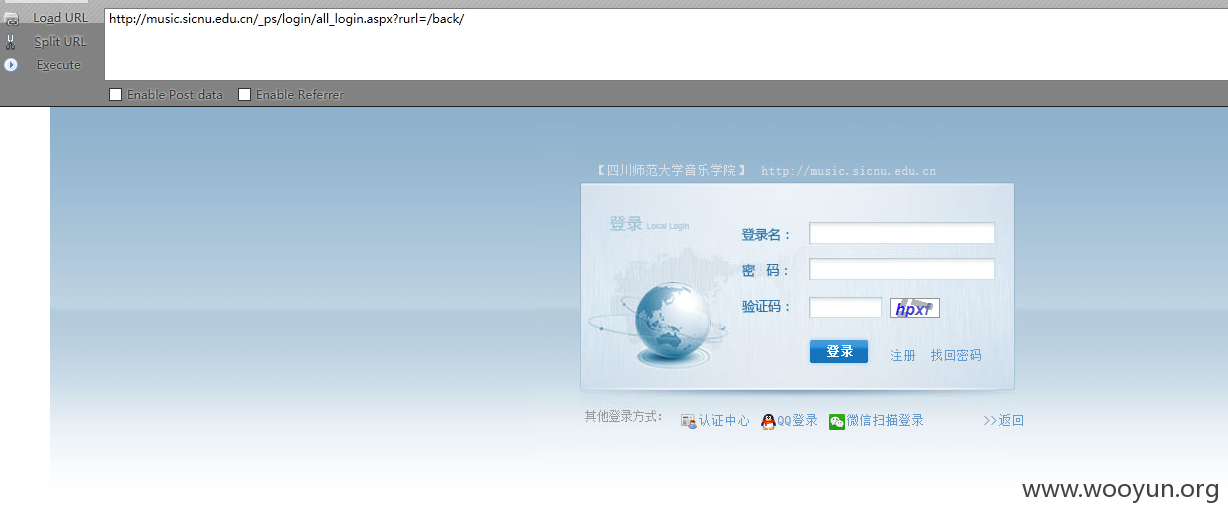 Load URL
http://music.sicnu.edu.cn/_ps/login/all_login.aspx?rurl=/back/
Split URL
Execute
Enable Post data Enable Referrer
【四川师范大学音乐学院】 http://music.sicnu.edu.cn
登录 Local Login
登录名：
密 码：
验证码： hpxf
登录 注册 找回密码
其他登录方式： 认证中心 QQ登录 微信扫描登录 >>返回
www.wooyun.org